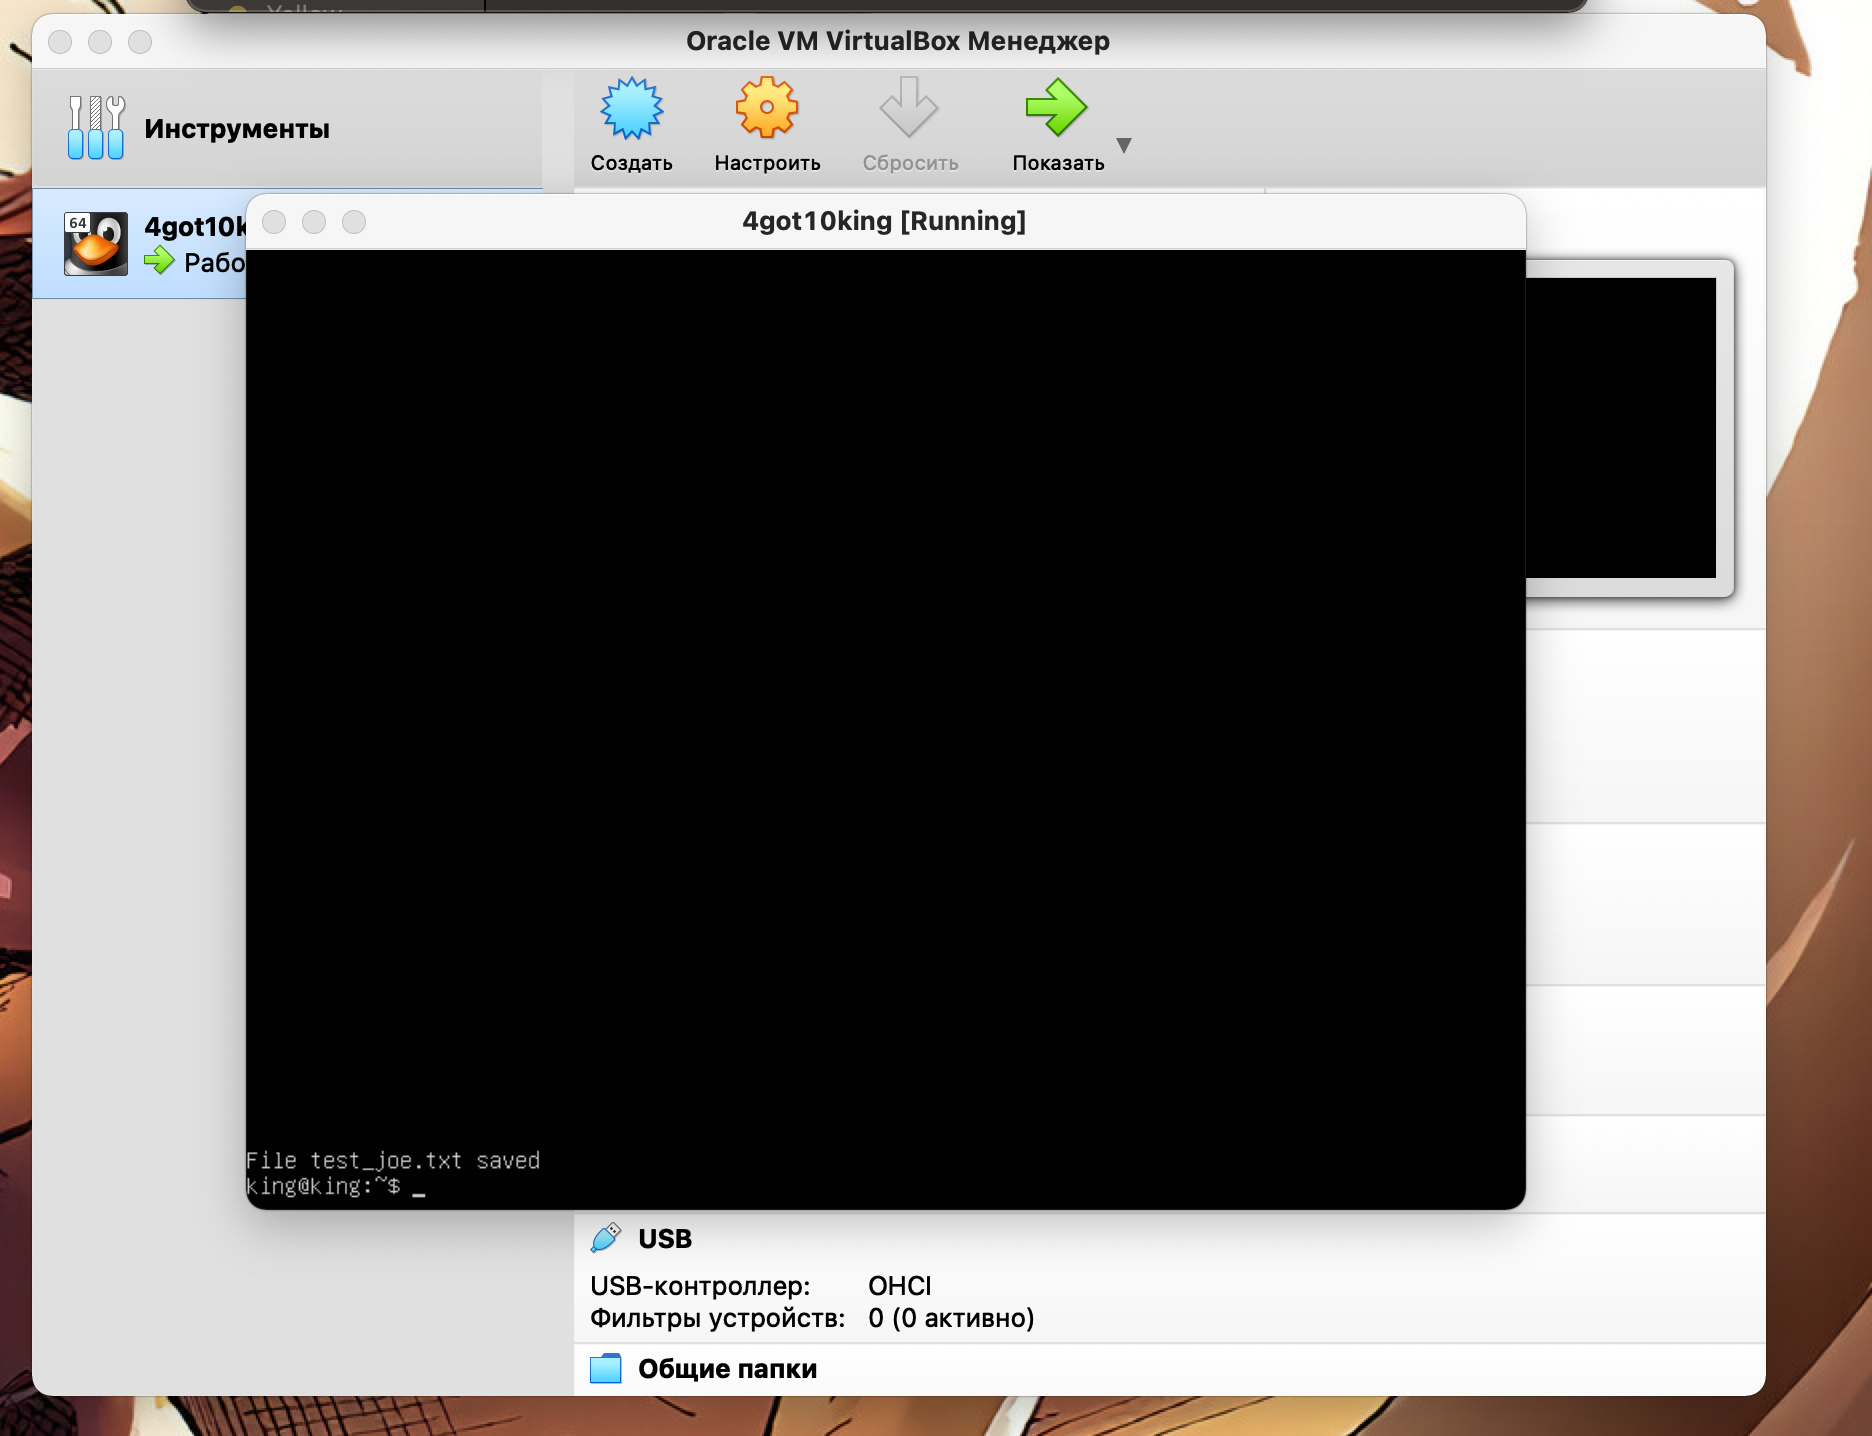 Oracle VM VirtualBox Менеджер
Инструменты
Создать
Настроить
Сбросить
Показать
64
4got10k
Рабо
4got10king [Running]
File test_joe.txt saved
king@king:~$ _
USB
USB-контроллер: OHCI
Фильтры устройств: 0 (0 активно)
Общие папки